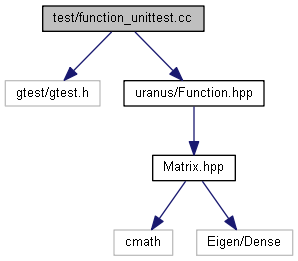 test/function_unittest.cc
gtest/gtest.h
uranus/Function.hpp
Matrix.hpp
cmath
Eigen/Dense